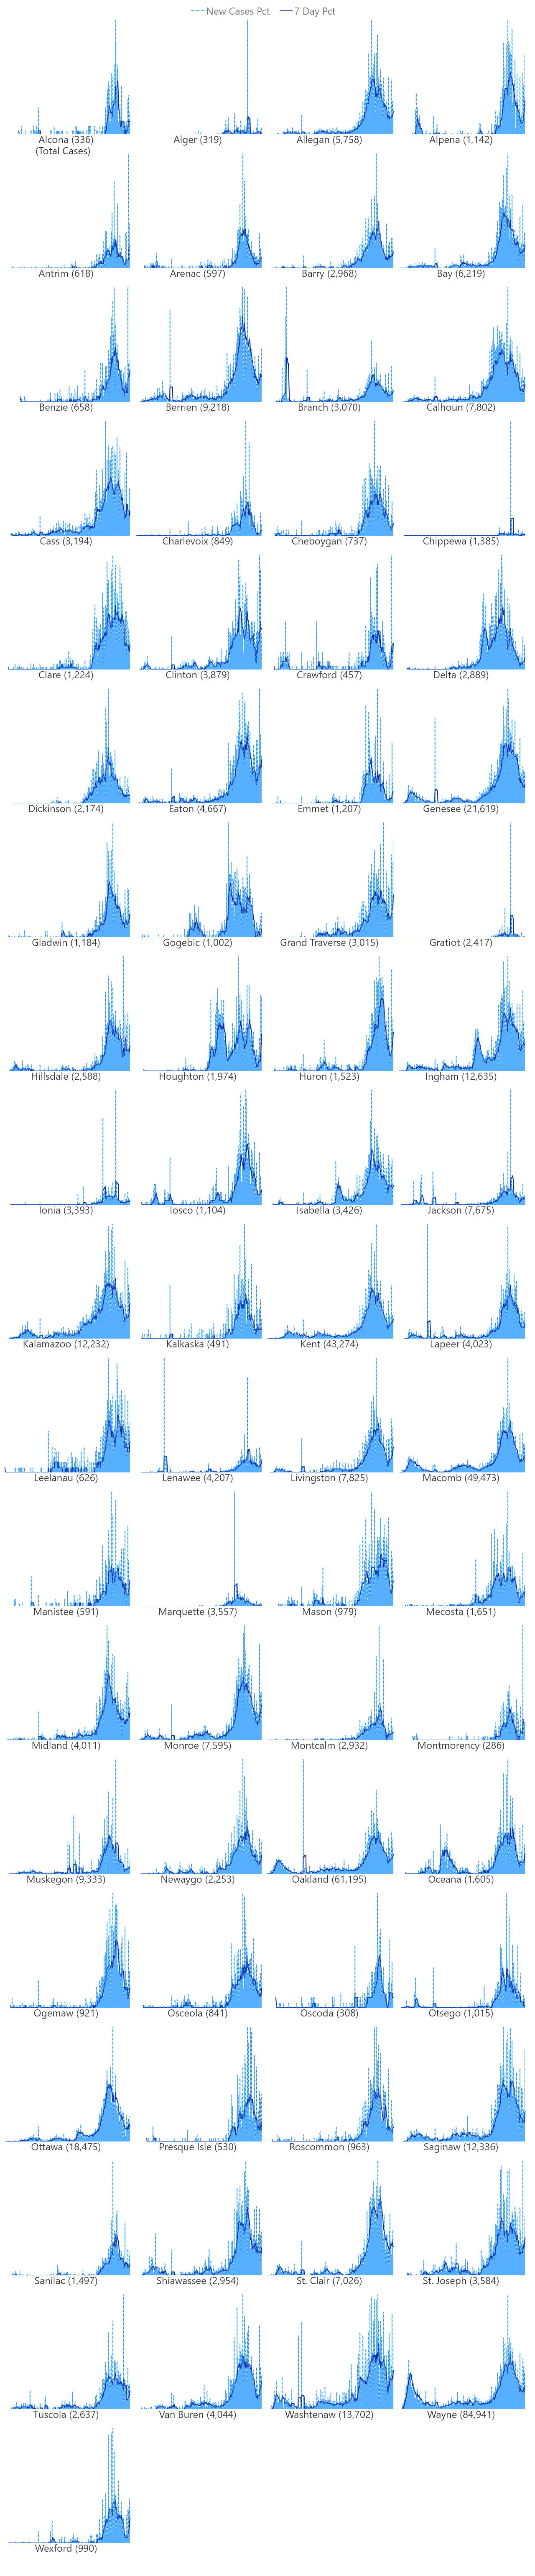 New Cases Pct 7 Day Pct
Alcona (336)
(Total Cases)
Alger (319)
Allegan (5,758)
Alpena (1,142)
Antrim (618)
Arenac (597)
Barry (2,968)
Bay (6,219)
Benzie (658)
Berrien (9,218)
Branch (3,070)
Calhoun (7,802)
Cass (3,194)
Charlevoix (849)
Cheboygan (737)
Chippewa (1,385)
Clare (1,224)
Clinton (3,879)
Crawford (457)
Delta (2,889)
Dickinson (2,174)
Eaton (4,667)
Emmet (1,207)
Genesee (21,619)
Gladwin (1,184)
Gogebic (1,002)
Grand Traverse (3,015)
Gratiot (2,417)
Hillsdale (2,588)
Houghton (1,974)
Huron (1,523)
Ingham (12,635)
Ionia (3,393)
Iosco (1,104)
Isabella (3,426)
Jackson (7,675)
Kalamazoo (12,232)
Kalkaska (491)
Kent (43,274)
Lapeer (4,023)
Leelanau (626)
Lenawee (4,207)
Livingston (7,825)
Macomb (49,473)
Manistee (591)
Marquette (3,557)
Mason (979)
Mecosta (1,651)
Midland (4,011)
Monroe (7,595)
Montcalm (2,932)
Montmorency (286)
Muskegon (9,333)
Newaygo (2,253)
Oakland (61,195)
Oceana (1,605)
Ogemaw (921)
Osceola (841)
Oscoda (308)
Otsego (1,015)
Ottawa (18,475)
Presque Isle (530)
Roscommon (963)
Saginaw (12,336)
Sanilac (1,497)
Shiawassee (2,954)
St. Clair (7,026)
St. Joseph (3,584)
Tuscola (2,637)
Van Buren (4,044)
Washtenaw (13,702)
Wayne (84,941)
Wexford (990)